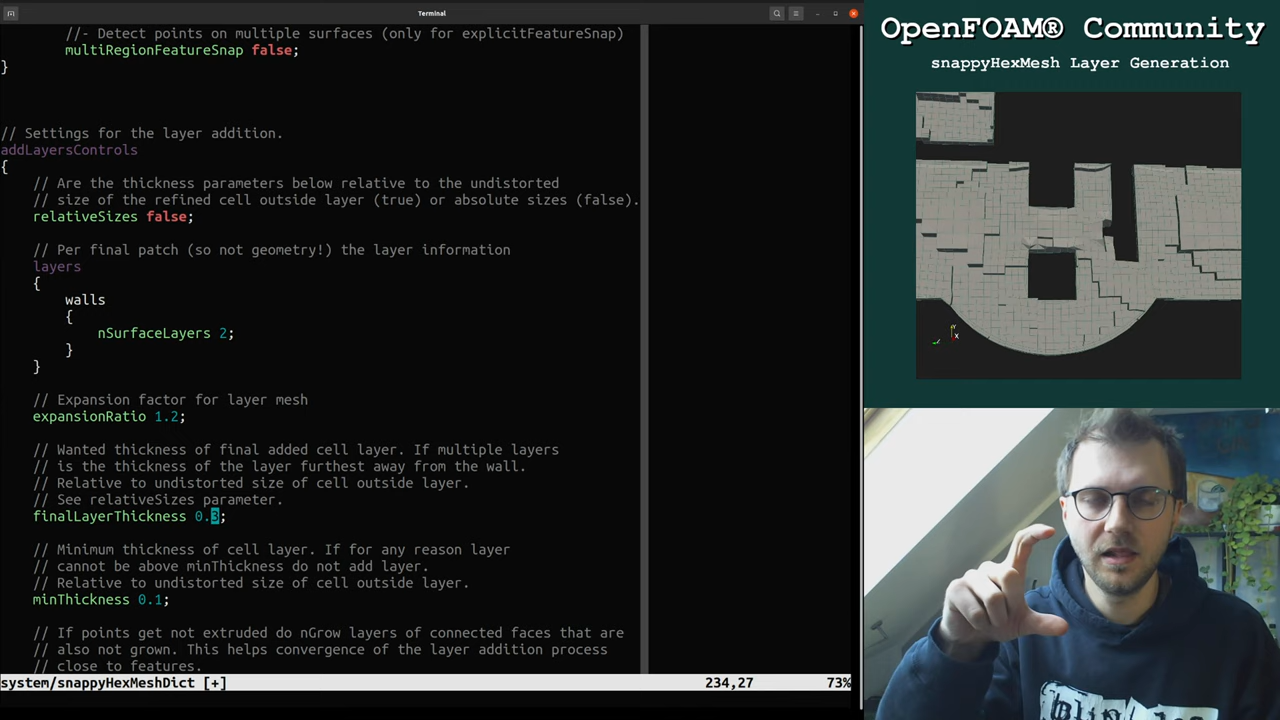 Terminal
//- Detect points on multiple surfaces (only for explicitFeatureSnap)
multiRegionFeatureSnap false;
}
// Settings for the layer addition.
addLayersControls
{
// Are the thickness parameters below relative to the undistorted
// size of the refined cell outside layer (true) or absolute sizes (false).
relativeSizes false;
// Per final patch (so not geometry!) the layer information
layers
{
walls
{
nSurfaceLayers 2;
}
}
// Expansion factor for layer mesh
expansionRatio 1.2;
// Wanted thickness of final added cell layer. If multiple layers
// is the thickness of the layer furthest away from the wall.
// Relative to undistorted size of cell outside layer.
// See relativeSizes parameter.
finalLayerThickness 0.3;
// Minimum thickness of cell layer. If for any reason layer
// cannot be above minThickness do not add layer.
// Relative to undistorted size of cell outside layer.
minThickness 0.1;
// If points get not extruded do nGrow layers of connected faces that are
// also not grown. This helps convergence of the layer addition process
// close to features.
system/snappyHexMeshDict [+] 234,27 73%
OpenFOAM® Community
snappyHexMesh Layer Generation
Y
X